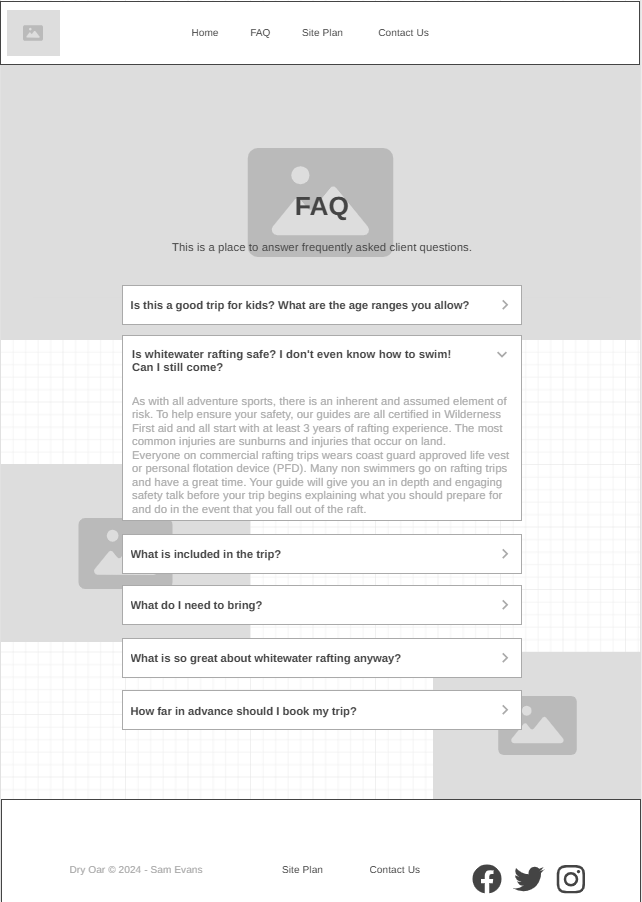 Home FAQ Site Plan Contact Us
FAQ
This is a place to answer frequently asked client questions.
Is this a good trip for kids? What are the age ranges you allow?
Is whitewater rafting safe? I don't even know how to swim!
Can I still come?
As with all adventure sports, there is an inherent and assumed element of
risk. To help ensure your safety, our guides are all certified in Wilderness
First aid and all start with at least 3 years of rafting experience. The most
common injuries are sunburns and injuries that occur on land.
Everyone on commercial rafting trips wears coast guard approved life vest
or personal flotation device (PFD). Many non swimmers go on rafting trips
and have a great time. Your guide will give you an in depth and engaging
safety talk before your trip begins explaining what you should prepare for
and do in the event that you fall out of the raft.
What is included in the trip?
What do I need to bring?
What is so great about whitewater rafting anyway?
How far in advance should I book my trip?
Dry Oar © 2024 - Sam Evans Site Plan Contact Us